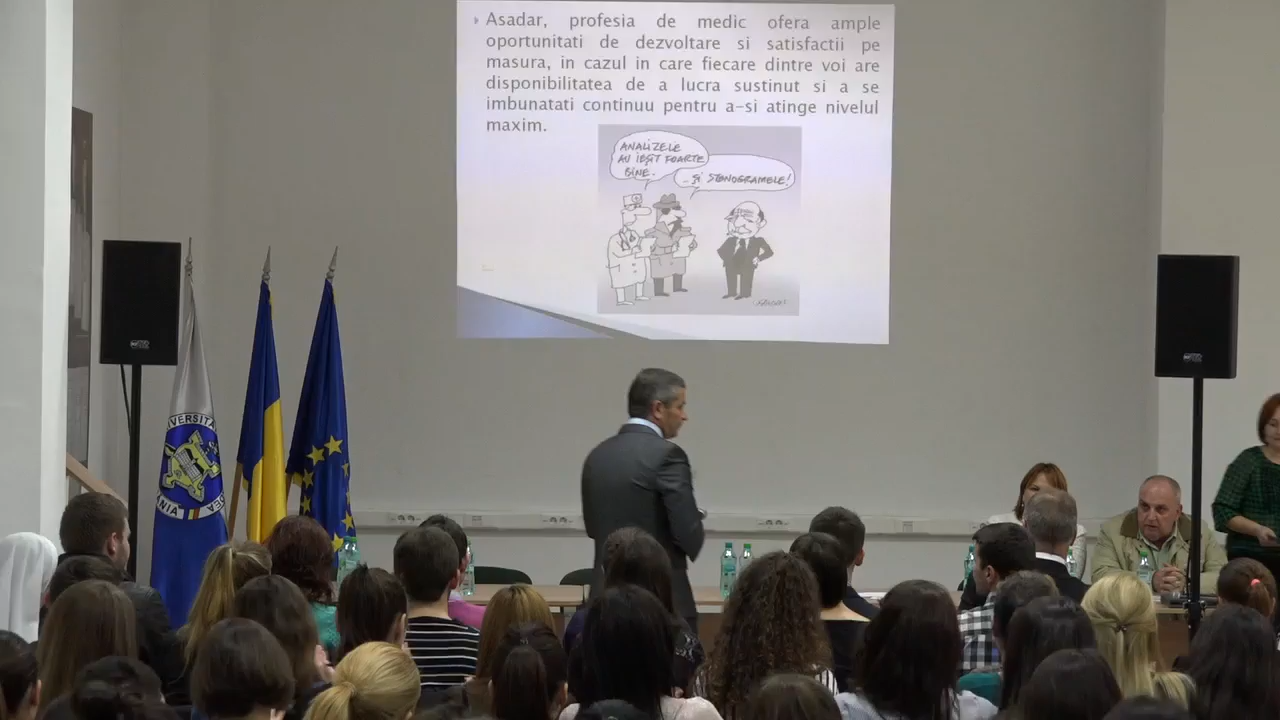 Asadar, profesia de medic ofera ample
oportunitati de dezvoltare si satisfactii pe
masura, in cazul in care fiecare dintre voi are
disponibilitatea de a lucra sustinut si a se
imbunatati continuu pentru a-si atinge nivelul
maxim.
ANALIZELE
AU IEȘIT FOARTE
BINE.
..ȘI STENOGRAMELE!